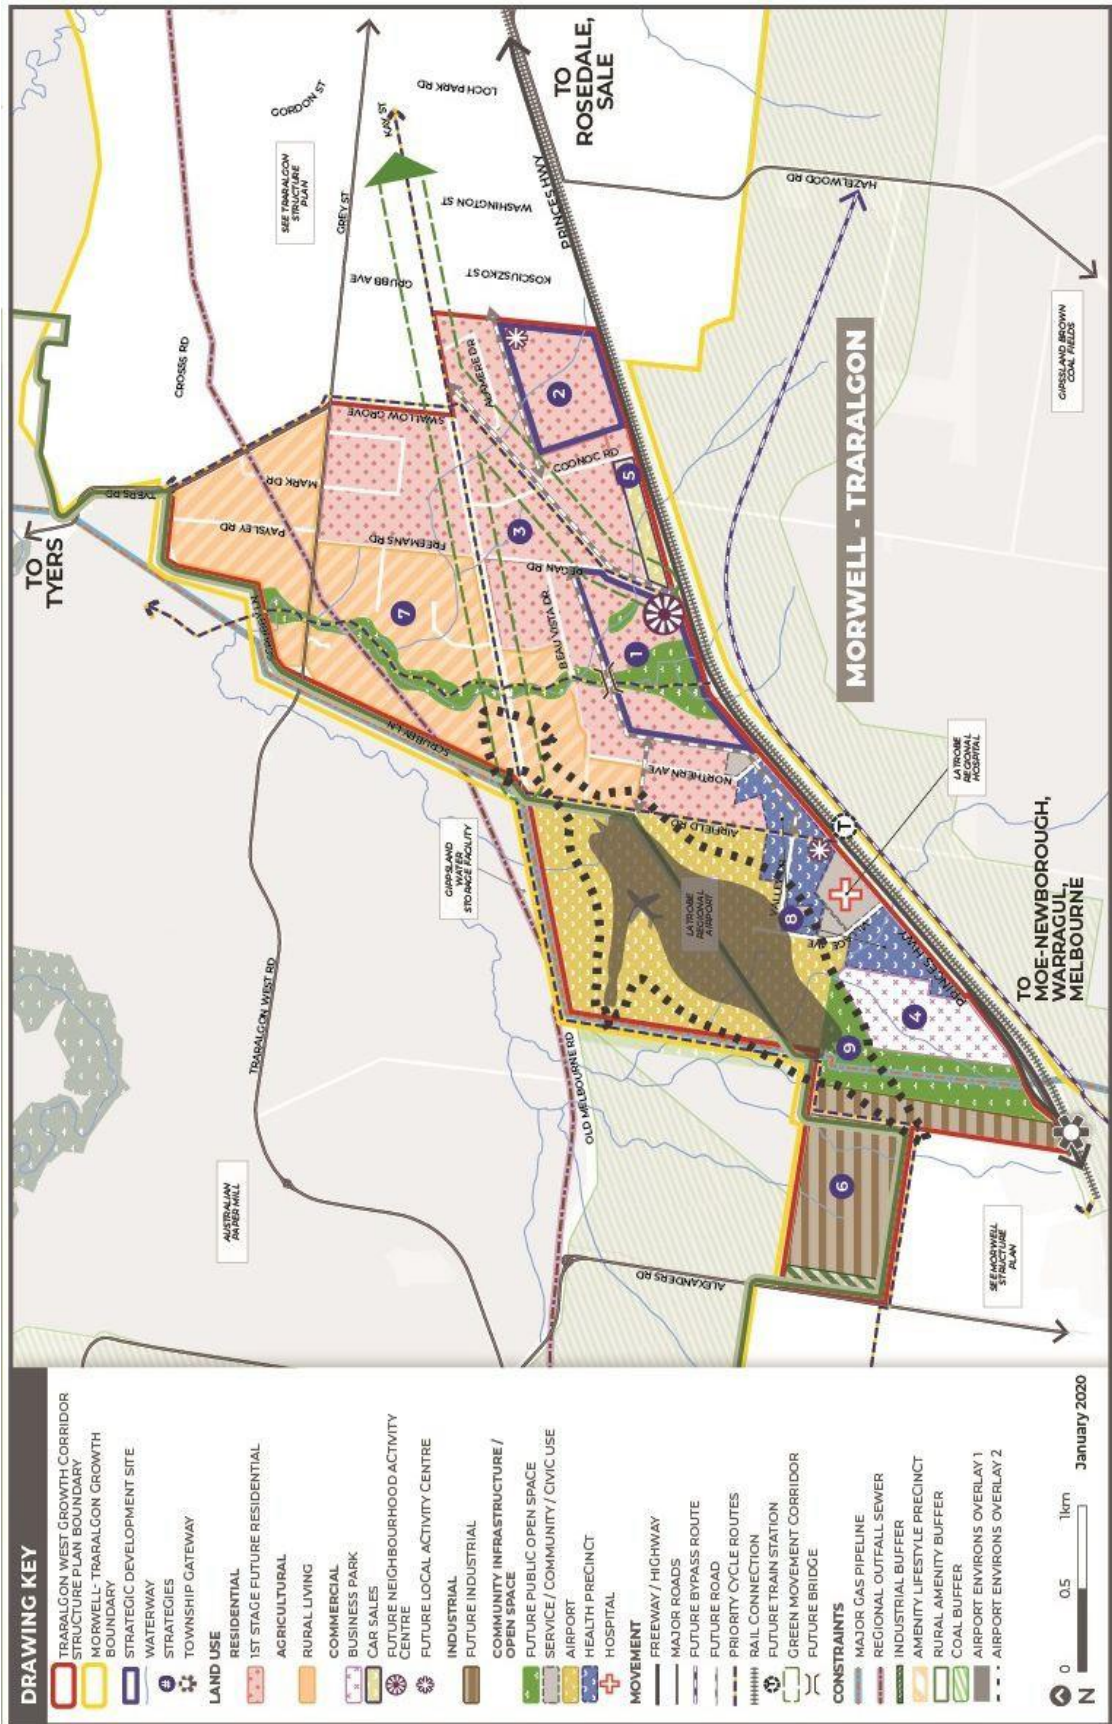 DRAWING KEY
TRARALGON WEST GROWTH CORRIDOR
STRUCTURE PLAN BOUNDARY
MORWELL- TRARALGON GROWTH
BOUNDARY
STRATEGIC DEVELOPMENT SITE
WATERWAY
# STRATEGIES
TOWNSHIP GATEWAY
LAND USE
RESIDENTIAL
1ST STAGE FUTURE RESIDENTIAL
AGRICULTURAL
RURAL LIVING
COMMERCIAL
BUSINESS PARK
CAR SALES
FUTURE NEIGHBOURHOOD ACTIVITY
CENTRE
FUTURE LOCAL ACTIVITY CENTRE
INDUSTRIAL
FUTURE INDUSTRIAL
COMMUNITY INFRASTRUCTURE /
OPEN SPACE
FUTURE PUBLIC OPEN SPACE
SERVICE / COMMUNITY / CIVIC USE
AIRPORT
HEALTH PRECINCT
HOSPITAL
MOVEMENT
FREEWAY / HIGHWAY
MAJOR ROADS
FUTURE BYPASS ROUTE
FUTURE ROAD
PRIORITY CYCLE ROUTES
RAIL CONNECTION
T FUTURE TRAIN STATION
GREEN MOVEMENT CORRIDOR
FUTURE BRIDGE
CONSTRAINTS
MAJOR GAS PIPELINE
REGIONAL OUTFALL SEWER
INDUSTRIAL BUFFER
AMENITY LIFESTYLE PRECINCT
RURAL AMENITY BUFFER
COAL BUFFER
AIRPORT ENVIRONS OVERLAY 1
AIRPORT ENVIRONS OVERLAY 2
N
0 0.5 1km
January 2020
AUSTRALIAN
PAPER MILL
TRARALGON WEST RD
OLD MELBOURNE RD
ALEXANDERS RD
SEE MORWELL
STRUCTURE
PLAN
GIPPSLAND
WATER
STORAGE FACILITY
SCRUBBY LN
TO
TYERS
TYERS RD
CROSS RD
PAYSLEY RD
MARK DR
FREEMANS RD
SWALLOW GROVE
SEE TRARALGON
STRUCTURE
PLAN
GORDON ST
GREY ST
GRUBB AVE
KAY ST
LOCH PARK RD
WASHINGTON ST
KOSCIUSZKO ST
PRINCES HWY
TO
ROSEDALE,
SALE
HAZELWOOD RD
GIPSSLAND BROWN
COAL FIELDS
COONOC RD
REGAN RD
BEAU VISTA DR
NORTHERN AVE
AIRFIELD RD
LATROBE
REGIONAL
AIRPORT
VILLAGE AVE
PRINCES HWY
LATROBE
REGIONAL
HOSPITAL
MORWELL - TRARALGON
TO
MOE-NEWBOROUGH,
WARRAGUL,
MELBOURNE
T
1
2
3
4
5
6
7
8
9